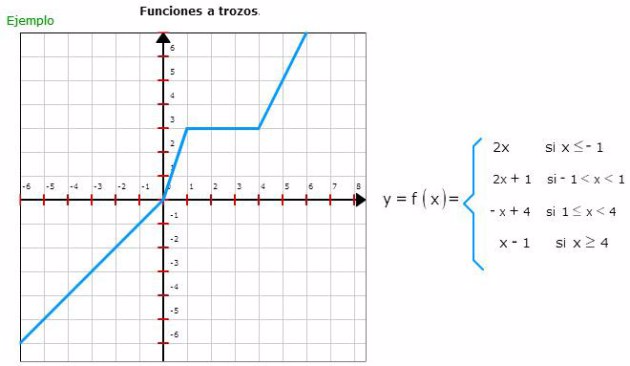 Funciones a trozos.
Ejemplo
6
5
4
3
2
1
-6 -5 -4 -3 -2 -1 1 2 3 4 5 6 7 8
-1
-2
-3
-4
-5
-6
2x si x ≤ - 1
2x + 1 si - 1 < x < 1
y = f ( x ) =
- x + 4 si 1 ≤ x < 4
x - 1 si x ≥ 4